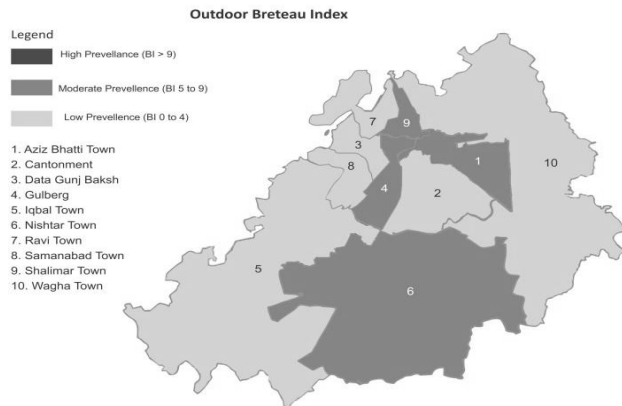 Outdoor Breteau Index
Legend
High Prevellance (BI > 9)
Moderate Prevellence (BI 5 to 9)
Low Prevellence (BI 0 to 4)
1. Aziz Bhatti Town
2. Cantonment
3. Data Gunj Baksh
4. Gulberg
5. Iqbal Town
6. Nishtar Town
7. Ravi Town
8. Samanabad Town
9. Shalimar Town
10. Wagha Town
7
9
3
8
1
10
4
2
5
6